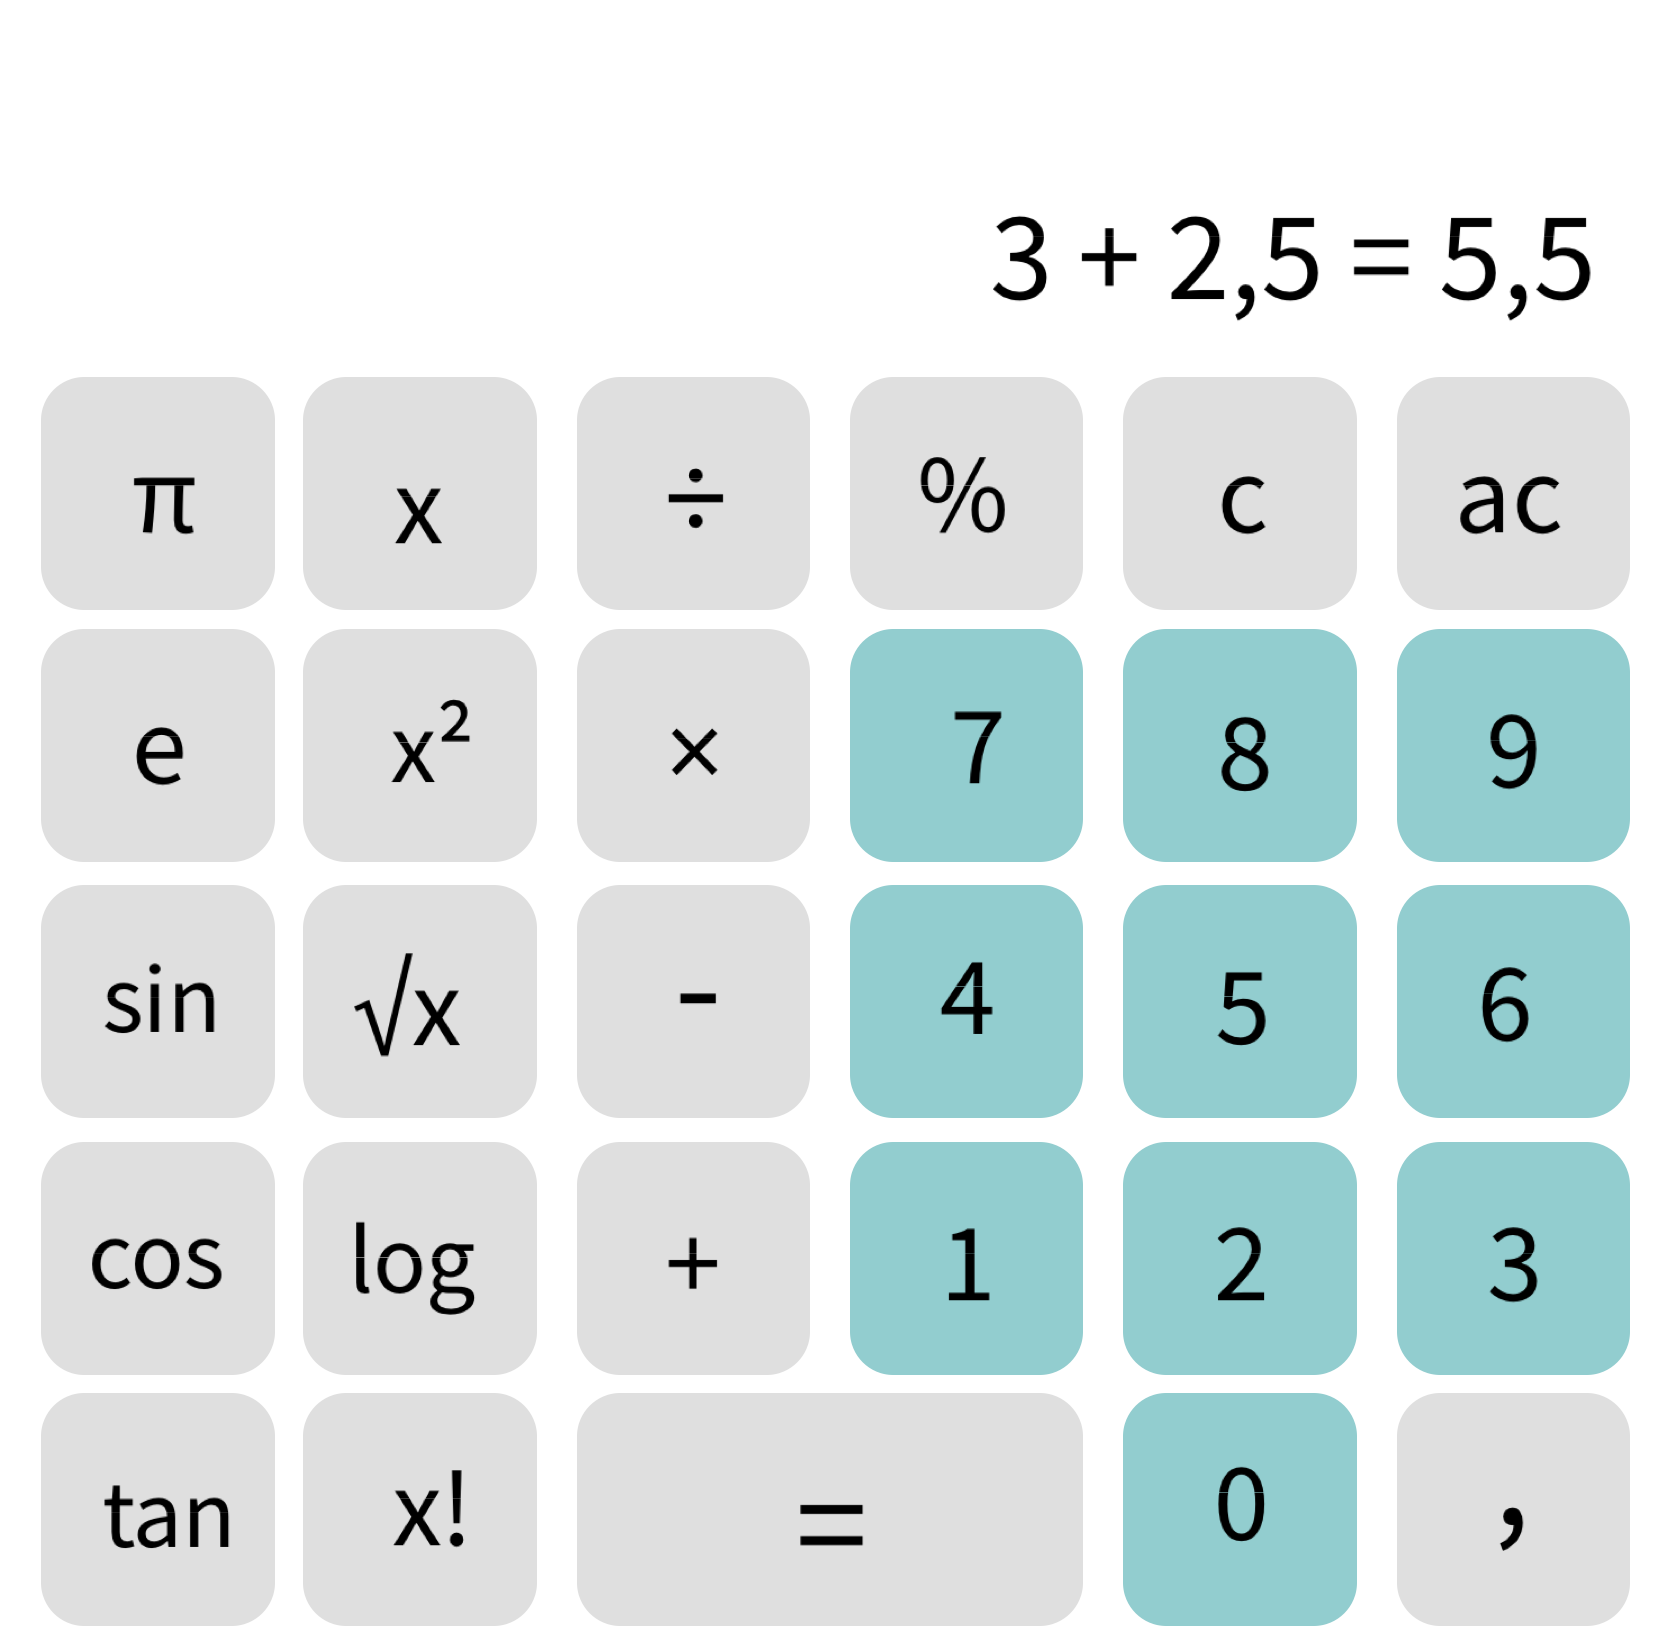 3 + 2,5 = 5,5
π x ÷ % c ac
e x² × 7 8 9
sin √x - 4 5 6
cos log + 1 2 3
tan x! = 0 ,